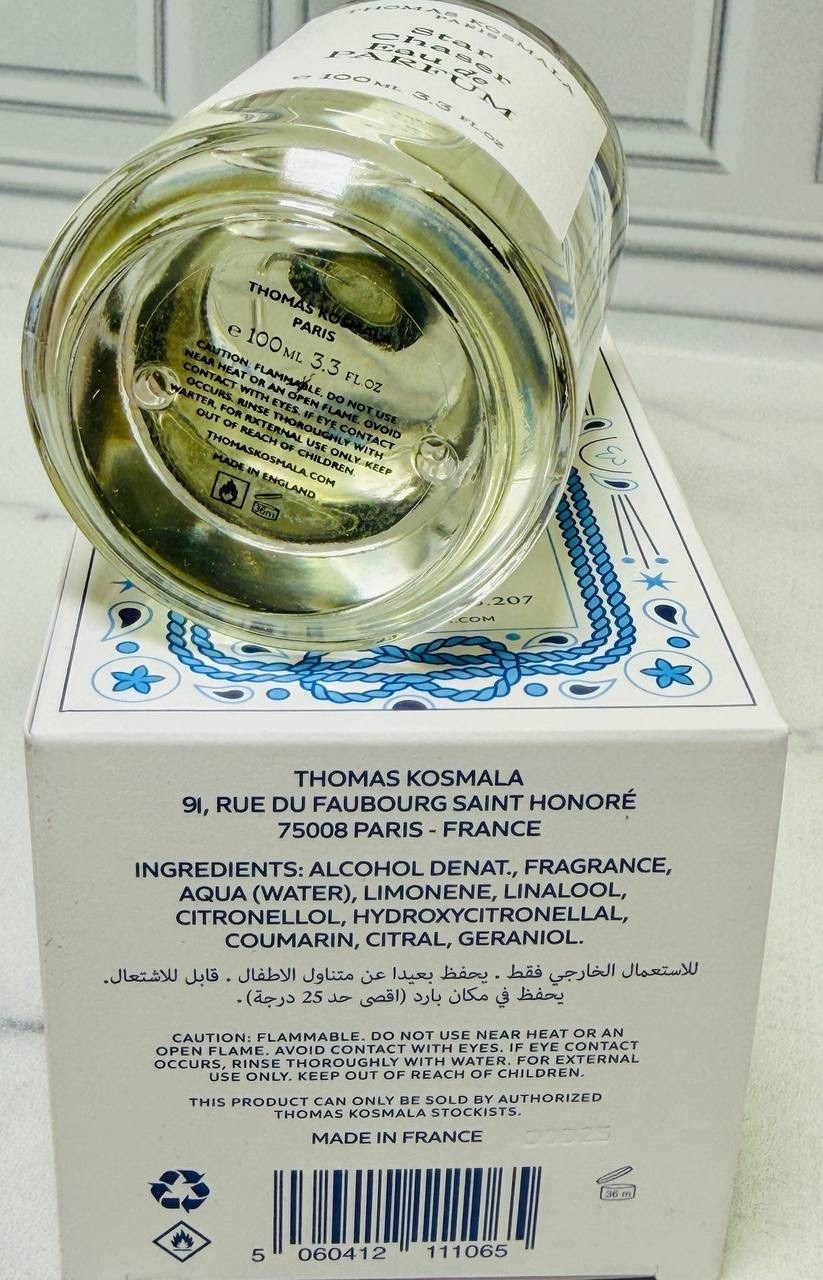 THOMAS KOSMALA
PARIS
Star
Chaser
Eau de
PARFUM
e 100ML 3.3 FL.OZ
THOMAS KOSMALA
PARIS
e 100ML 3.3 FL.OZ
CAUTION: FLAMMABLE. DO NOT USE
NEAR HEAT OR AN OPEN FLAME. OVOID
CONTACT WITH EYES. IF EYE CONTACT
OCCURS. RINSE THOROUGHLY WITH
WARTER, FOR RXTERNAL USE ONLY. KEEP
OUT OF REACH OF CHILDREN.
THOMASKOSMALA.COM
MADE IN ENGLAND
36m
.207
.COM
THOMAS KOSMALA
91, RUE DU FAUBOURG SAINT HONORÉ
75008 PARIS - FRANCE
INGREDIENTS: ALCOHOL DENAT., FRAGRANCE,
AQUA (WATER), LIMONENE, LINALOOL,
CITRONELLOL, HYDROXYCITRONELLAL,
COUMARIN, CITRAL, GERANIOL.
للاستعمال الخارجي فقط . يحفظ بعيدا عن متناول الاطفال . قابل للاشتعال.
يحفظ في مكان بارد (اقصى حد 25 درجة).
CAUTION: FLAMMABLE. DO NOT USE NEAR HEAT OR AN
OPEN FLAME. AVOID CONTACT WITH EYES. IF EYE CONTACT
OCCURS, RINSE THOROUGHLY WITH WATER. FOR EXTERNAL
USE ONLY. KEEP OUT OF REACH OF CHILDREN.
THIS PRODUCT CAN ONLY BE SOLD BY AUTHORIZED
THOMAS KOSMALA STOCKISTS.
MADE IN FRANCE
36 m
5 060412 111065